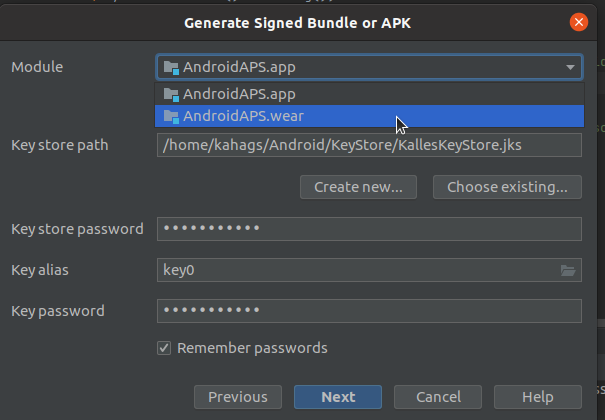 Generate Signed Bundle or APK
Module
AndroidAPS.app
AndroidAPS.app
AndroidAPS.wear
Key store path
/home/kahags/Android/KeyStore/KallesKeyStore.jks
Create new...
Choose existing...
Key store password
•••••••••••
Key alias
key0
Key password
•••••••••••
Remember passwords
Previous
Next
Cancel
Help